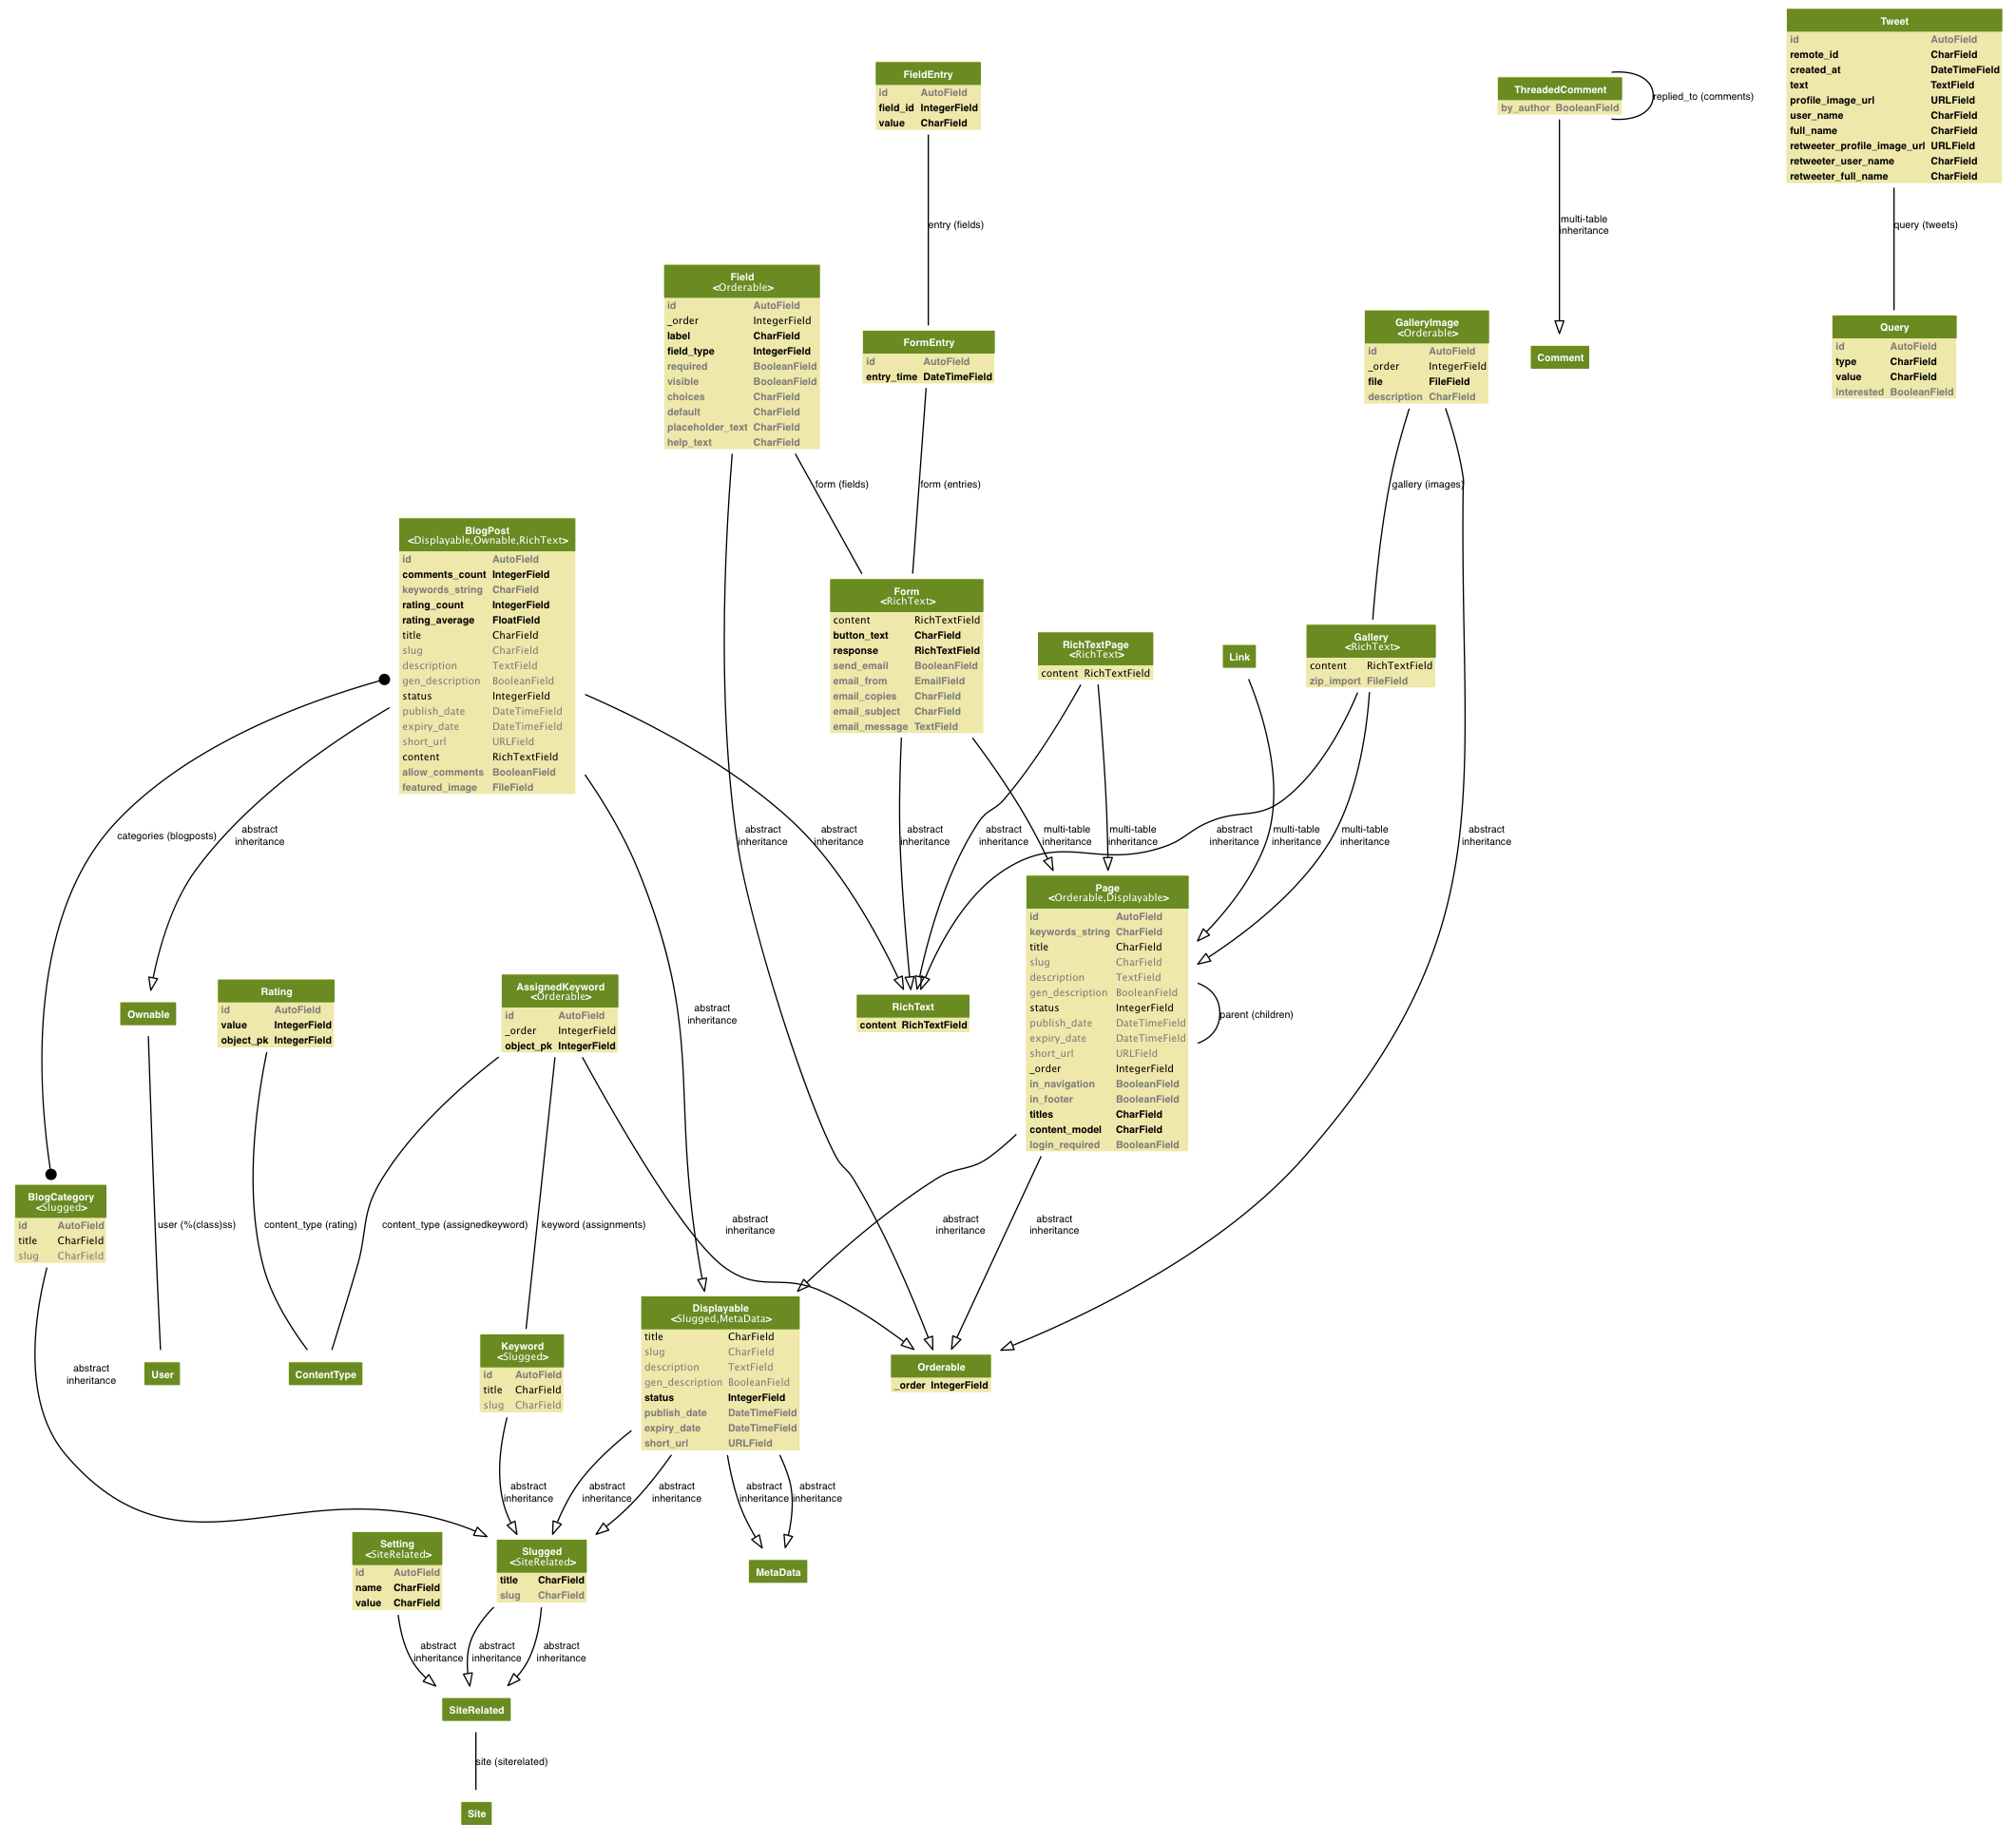 Tweet
id AutoField
remote_id CharField
created_at DateTimeField
text TextField
profile_image_url URLField
user_name CharField
full_name CharField
retweeter_profile_image_url URLField
retweeter_user_name CharField
retweeter_full_name CharField
FieldEntry
id AutoField
field_id IntegerField
value CharField
ThreadedComment
by_author BooleanField
replied_to (comments)
entry (fields)
multi-table
inheritance
query (tweets)
Field
<Orderable>
id AutoField
_order IntegerField
label CharField
field_type IntegerField
required BooleanField
visible BooleanField
choices CharField
default CharField
placeholder_text CharField
help_text CharField
FormEntry
id AutoField
entry_time DateTimeField
GalleryImage
<Orderable>
id AutoField
_order IntegerField
file FileField
description CharField
Comment
Query
id AutoField
type CharField
value CharField
interested BooleanField
form (fields)
form (entries)
gallery (images)
BlogPost
<Displayable,Ownable,RichText>
id AutoField
comments_count IntegerField
keywords_string CharField
rating_count IntegerField
rating_average FloatField
title CharField
slug CharField
description TextField
gen_description BooleanField
status IntegerField
publish_date DateTimeField
expiry_date DateTimeField
short_url URLField
content RichTextField
allow_comments BooleanField
featured_image FileField
Form
<RichText>
content RichTextField
button_text CharField
response RichTextField
send_email BooleanField
email_from EmailField
email_copies CharField
email_subject CharField
email_message TextField
RichTextPage
<RichText>
content RichTextField
Link
Gallery
<RichText>
content RichTextField
zip_import FileField
categories (blogposts)
abstract
inheritance
abstract
inheritance
abstract
inheritance
abstract
inheritance
abstract
inheritance
multi-table
inheritance
multi-table
inheritance
abstract
inheritance
multi-table
inheritance
multi-table
inheritance
abstract
inheritance
Page
<Orderable,Displayable>
id AutoField
keywords_string CharField
title CharField
slug CharField
description TextField
gen_description BooleanField
status IntegerField
publish_date DateTimeField
expiry_date DateTimeField
short_url URLField
_order IntegerField
in_navigation BooleanField
in_footer BooleanField
titles CharField
content_model CharField
login_required BooleanField
parent (children)
Ownable
Rating
id AutoField
value IntegerField
object_pk IntegerField
AssignedKeyword
<Orderable>
id AutoField
_order IntegerField
object_pk IntegerField
abstract
inheritance
RichText
content RichTextField
BlogCategory
<Slugged>
id AutoField
title CharField
slug CharField
user (%(class)ss)
content_type (rating)
content_type (assignedkeyword)
keyword (assignments)
abstract
inheritance
abstract
inheritance
abstract
inheritance
abstract
inheritance
User
ContentType
Keyword
<Slugged>
id AutoField
title CharField
slug CharField
Displayable
<Slugged,MetaData>
title CharField
slug CharField
description TextField
gen_description BooleanField
status IntegerField
publish_date DateTimeField
expiry_date DateTimeField
short_url URLField
Orderable
_order IntegerField
abstract
inheritance
abstract
inheritance
abstract
inheritance
abstract
inheritance
abstract
inheritance
Setting
<SiteRelated>
id AutoField
name CharField
value CharField
Slugged
<SiteRelated>
title CharField
slug CharField
MetaData
abstract
inheritance
abstract
inheritance
abstract
inheritance
SiteRelated
site (siterelated)
Site